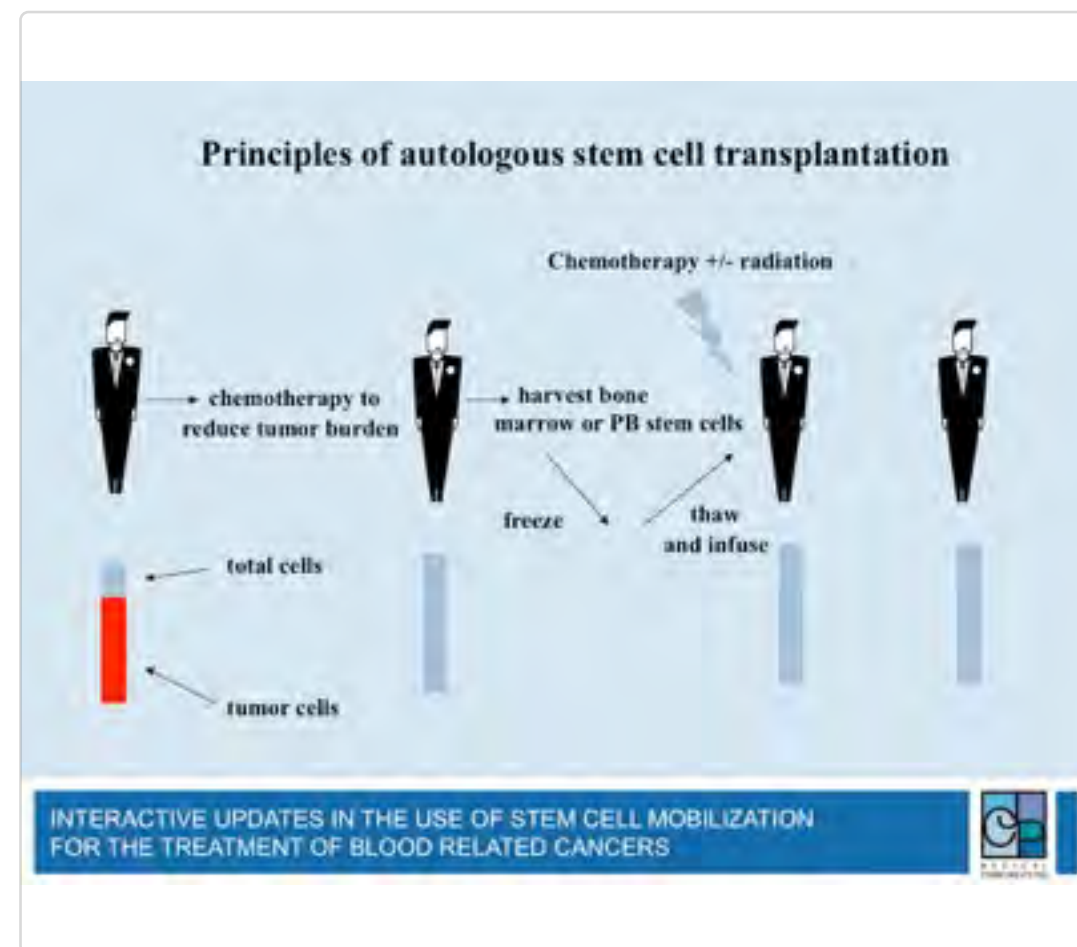 Principles of autologous stem cell transplantation
Chemotherapy +/- radiation
chemotherapy to
reduce tumor burden
harvest bone
marrow or PB stem cells
freeze
thaw
and infuse
total cells
tumor cells
INTERACTIVE UPDATES IN THE USE OF STEM CELL MOBILIZATION
FOR THE TREATMENT OF BLOOD RELATED CANCERS
MEDICAL